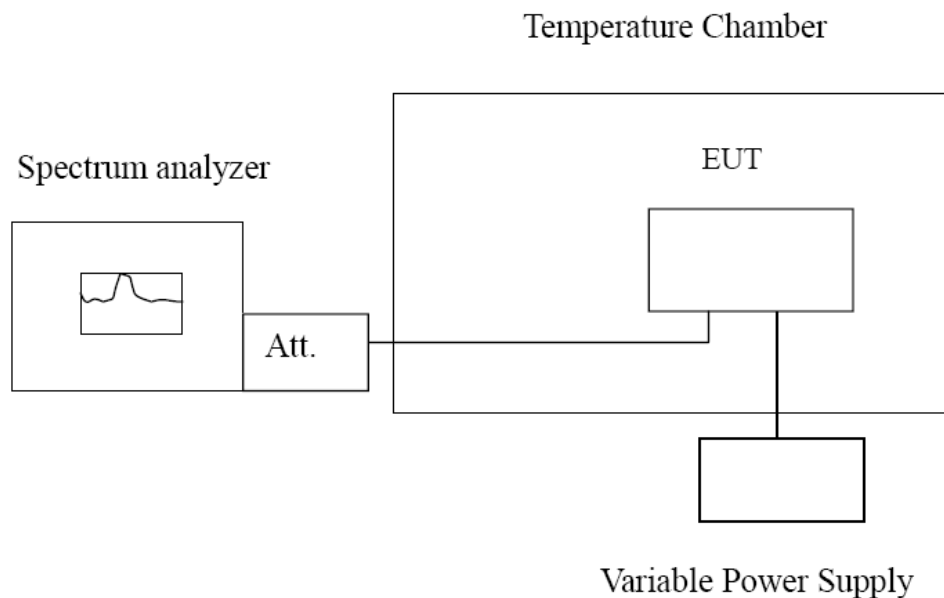 Temperature Chamber
Spectrum analyzer
EUT
Att.
Variable Power Supply